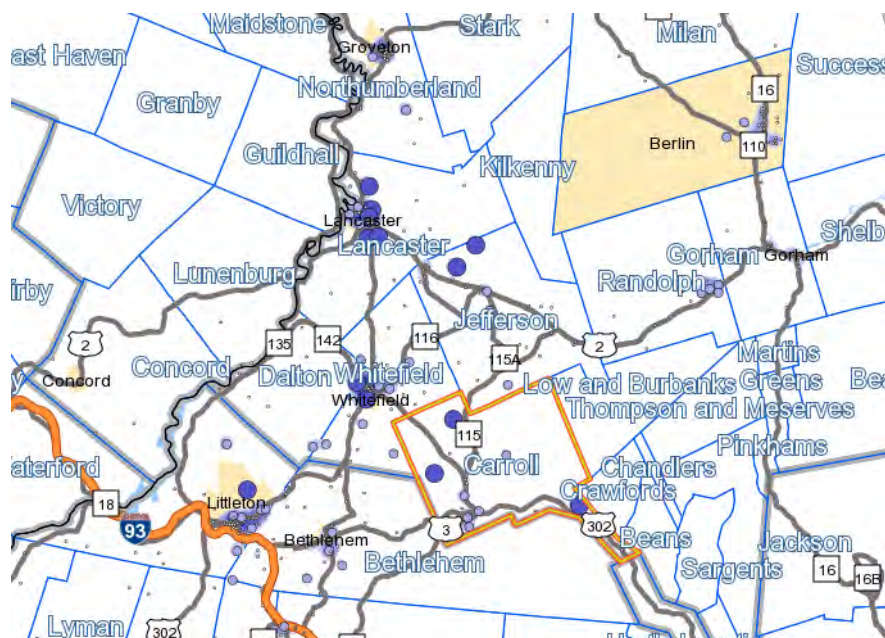 Maidstone
Stark
Milan
Groveton
ast Haven
Success
16
Northumberland
Granby
Berlin
110
Guildhall
Kilkenny
Victory
Lancaster
Lancaster
Shelb
Gorham
Gorham
Lunenburg
Randolph
irby
Jefferson
2
135
142
116
115A
2
Martins
Concord
Concord
Dalton
Whitefield
Whitefield
Low and Burbanks
Greens
Bea
Thompson and Meserves
115
Pinkhams
Carroll
Chandlers
aterford
Crawfords
18
Littleton
93
3
302
Bethlehem
Bethlehem
Beans
Jackson
Sargents
16
16B
Lyman
302